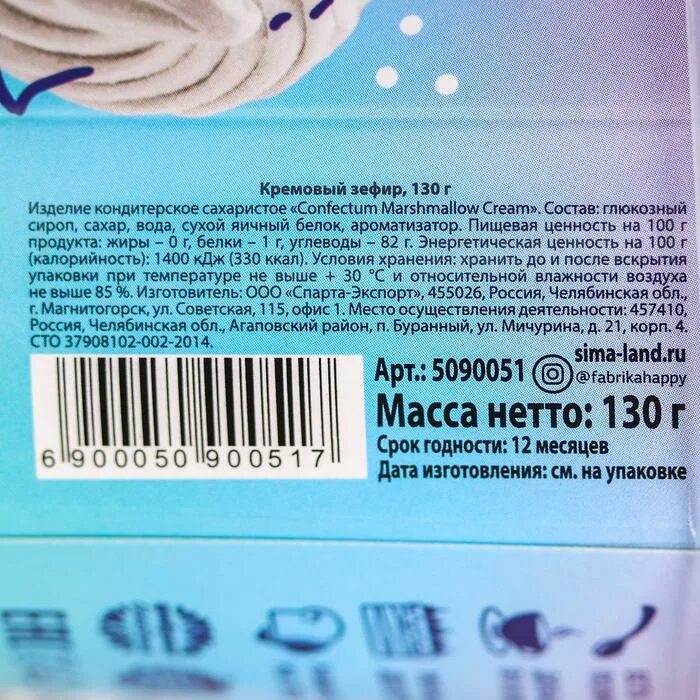 Кремовый зефир, 130 г
Изделие кондитерское сахаристое «Confectum Marshmallow Cream». Состав: глюкозный
сироп, сахар, вода, сухой яичный белок, ароматизатор. Пищевая ценность на 100 г
продукта: жиры – 0 г, белки – 1 г, углеводы – 82 г. Энергетическая ценность на 100 г
(калорийность): 1400 кДж (330 ккал). Условия хранения: хранить до и после вскрытия
упаковки при температуре не выше + 30 °С и относительной влажности воздуха
не выше 85 %. Изготовитель: ООО «Спарта-Экспорт», 455026, Россия, Челябинская обл.,
г. Магнитогорск, ул. Советская, 115, офис 1. Место осуществления деятельности: 457410,
Россия, Челябинская обл., Агаповский район, п. Буранный, ул. Мичурина, д. 21, корп. 4.
СТО 37908102-002-2014.
sima-land.ru
Арт.: 5090051
@fabrikahappy
Масса нетто: 130 г
Срок годности: 12 месяцев
Дата изготовления: см. на упаковке
6 900050 900517